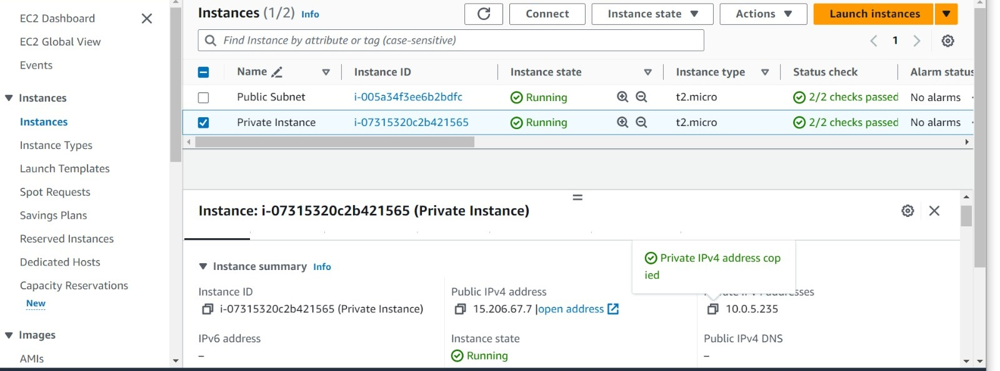 EC2 Dashboard
EC2 Global View
Events
Instances
Instances
Instance Types
Launch Templates
Spot Requests
Savings Plans
Reserved Instances
Dedicated Hosts
Capacity Reservations
New
Images
AMIs
Instances (1/2) Info
Connect
Instance state
Actions
Launch instances
Find Instance by attribute or tag (case-sensitive)
1
Name Instance ID Instance state Instance type Status check Alarm status
Public Subnet i-005a34f3ee6b2bdfc Running t2.micro 2/2 checks passed No alarms
Private Instance i-07315320c2b421565 Running t2.micro 2/2 checks passed No alarms
Instance: i-07315320c2b421565 (Private Instance)
Private IPv4 address cop
ied
Instance summary Info
Instance ID
i-07315320c2b421565 (Private Instance)
Public IPv4 address
15.206.67.7 |open address
10.0.5.235
IPv6 address
–
Instance state
Running
Public IPv4 DNS
–